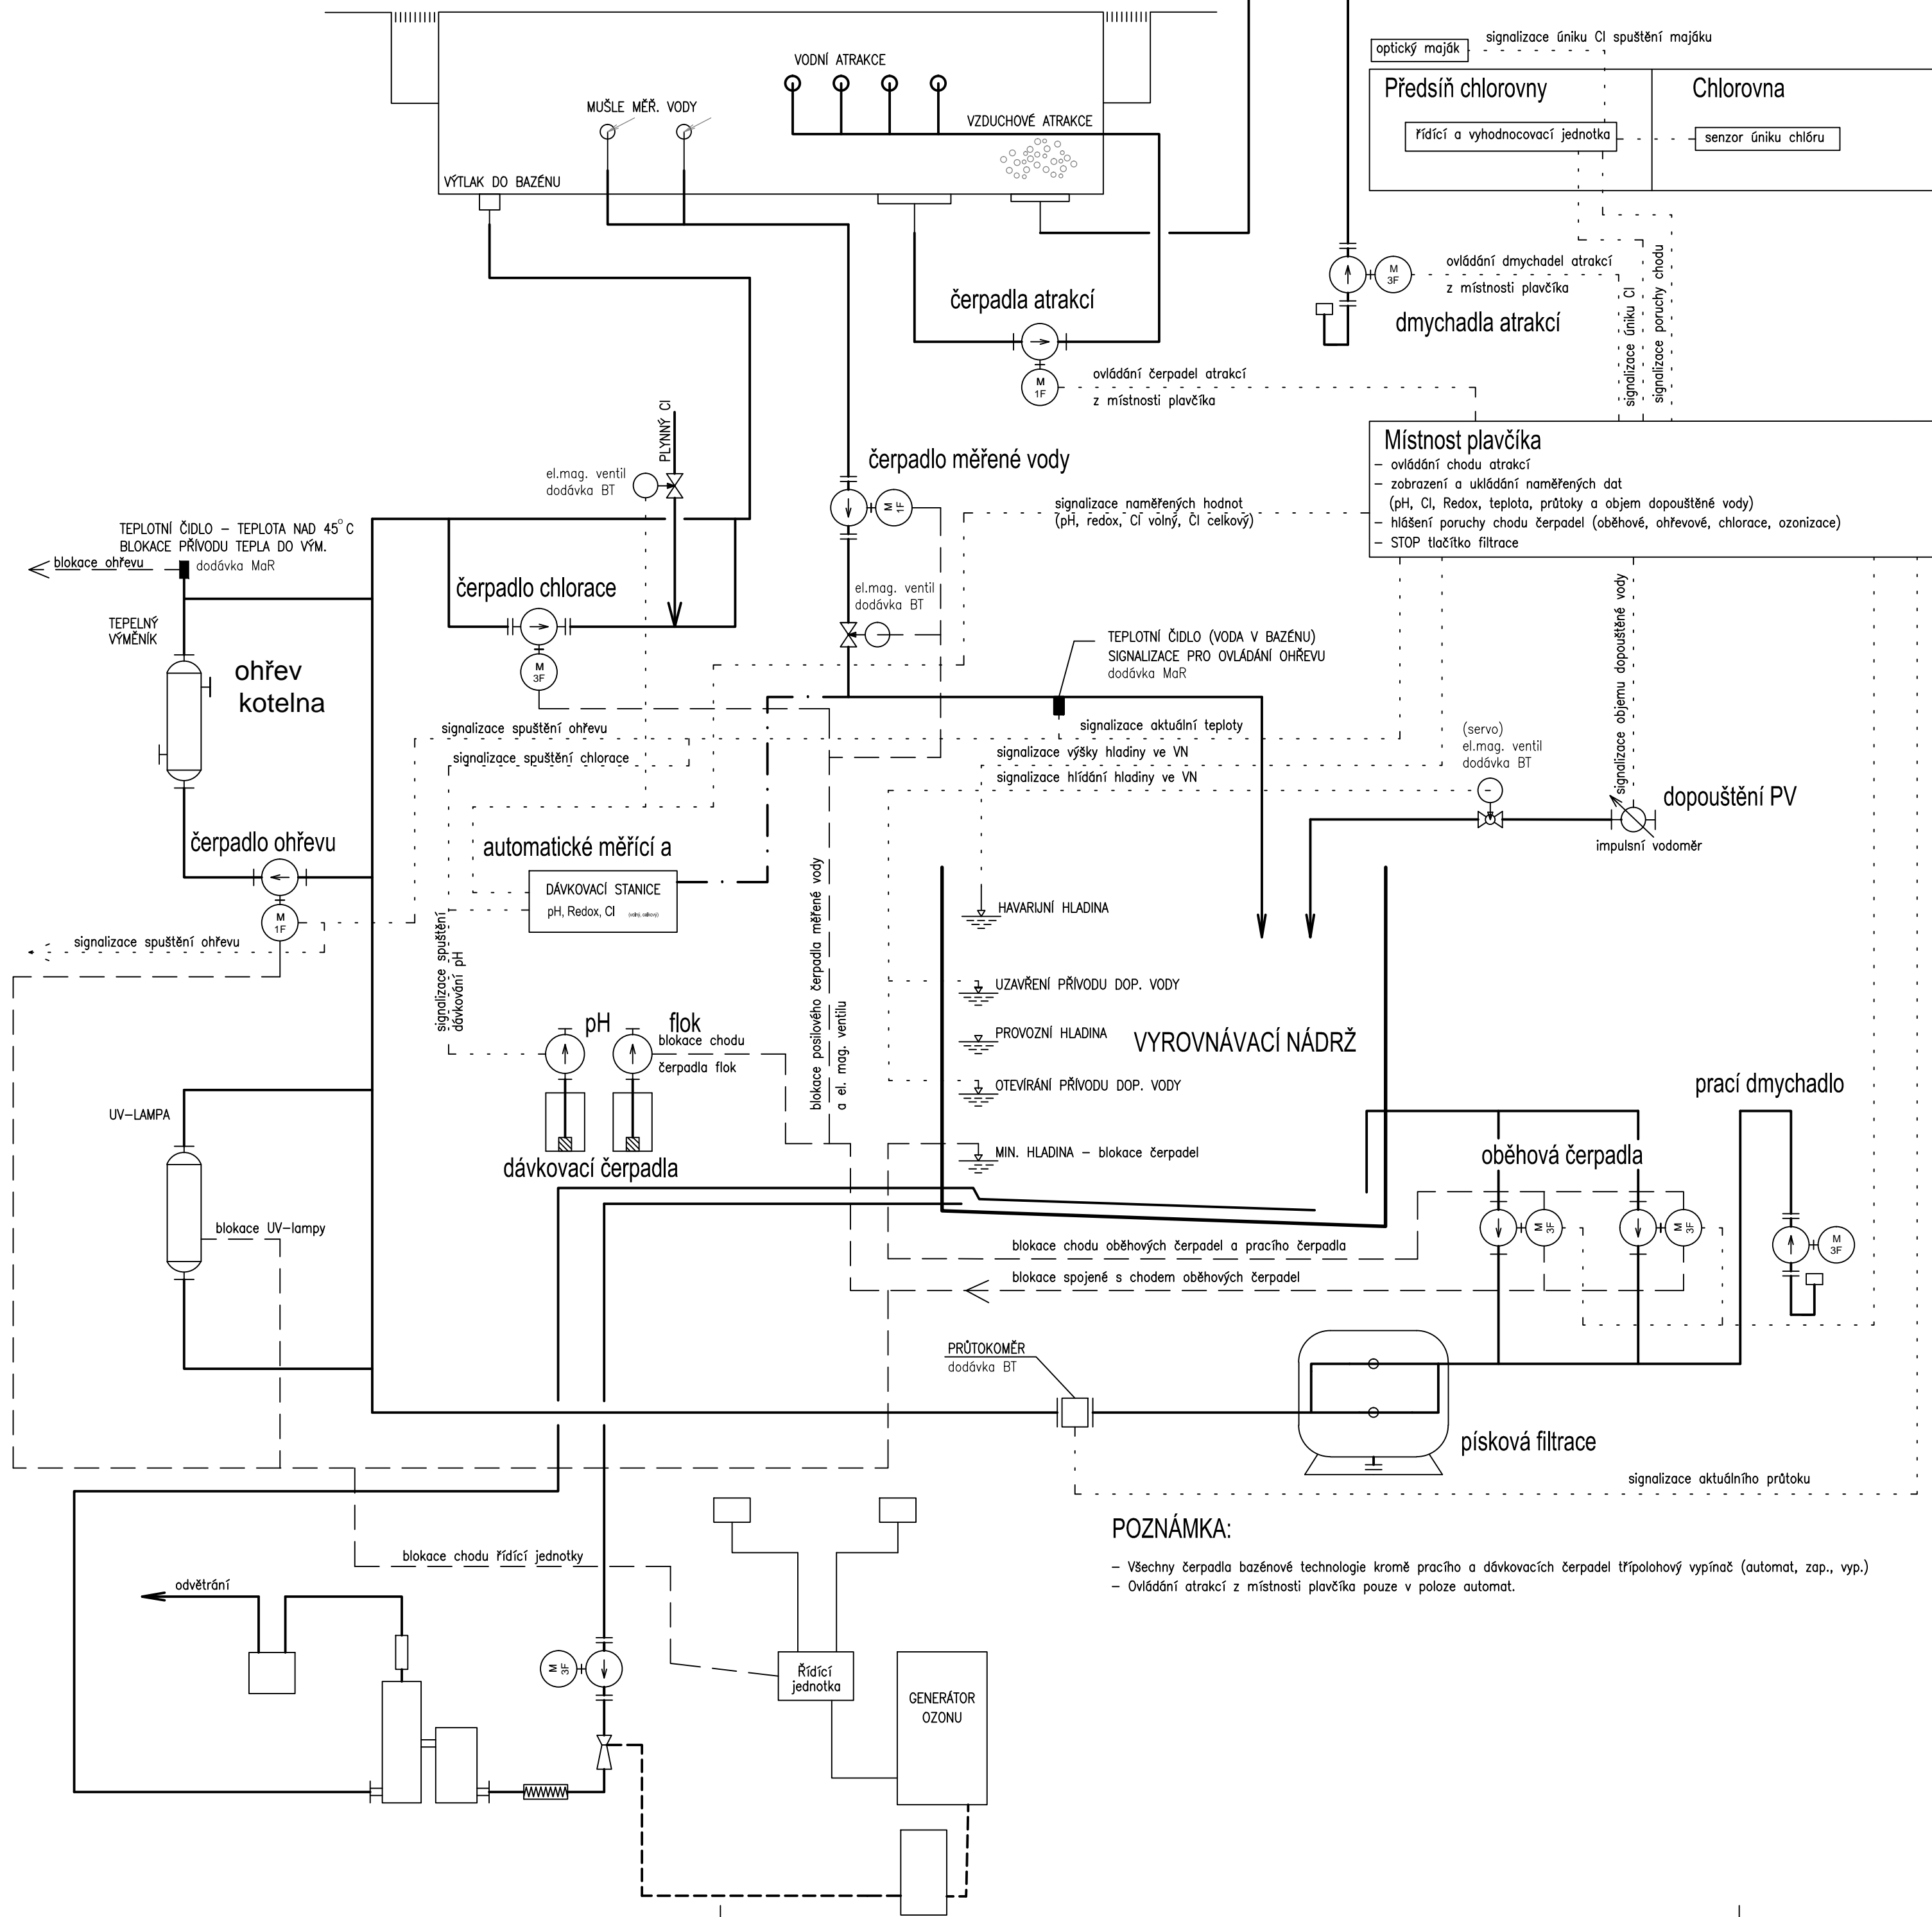 signalizace úniku Cl spuštění majáku
optický maják
Předsíň chlorovny
Chlorovna
řídící a vyhodnocovací jednotka
senzor úniku chlóru
VODNÍ ATRAKCE
MUŠLE MĚŘ. VODY
VZDUCHOVÉ ATRAKCE
VÝTLAK DO BAZÉNU
čerpadla atrakcí
M
1F
ovládání čerpadel atrakcí
z místnosti plavčíka
M
3F
ovládání dmychadel atrakcí
z místnosti plavčíka
dmychadla atrakcí
signalizace úniku Cl
signalizace poruchy chodu
Místnost plavčíka
– ovládání chodu atrakcí
– zobrazení a ukládání naměřených dat
(pH, Cl, Redox, teplota, průtoky a objem dopouštěné vody)
– hlášení poruchy chodu čerpadel (oběhové, ohřevové, chlorace, ozonizace)
– STOP tlačítko filtrace
PLYNNÝ Cl
el.mag. ventil
dodávka BT
čerpadlo měřené vody
M
1F
signalizace naměřených hodnot
(pH, redox, Cl volný, Cl celkový)
TEPLOTNÍ ČIDLO – TEPLOTA NAD 45°C
BLOKACE PŘÍVODU TEPLA DO VÝM.
blokace ohřevu
dodávka MaR
čerpadlo chlorace
M
3F
el.mag. ventil
dodávka BT
TEPELNÝ
VÝMĚNÍK
ohřev
kotelna
TEPLOTNÍ ČIDLO (VODA V BAZÉNU)
SIGNALIZACE PRO OVLÁDÁNÍ OHŘEVU
dodávka MaR
signalizace objemu dopouštěné vody
signalizace spuštění ohřevu
signalizace aktuální teploty
signalizace spuštění chlorace
signalizace výšky hladiny ve VN
signalizace hlídání hladiny ve VN
(servo)
el.mag. ventil
dodávka BT
dopouštění PV
impulsní vodoměr
čerpadlo ohřevu
M
1F
automatické měřící a
DÁVKOVACÍ STANICE
pH, Redox, Cl (volný, celkový)
signalizace spuštění ohřevu
signalizace spuštění
dávkování pH
blokace posilového čerpadla měřené vody
a el. mag. ventilu
HAVARIJNÍ HLADINA
UZAVŘENÍ PŘÍVODU DOP. VODY
PROVOZNÍ HLADINA
VYROVNÁVACÍ NÁDRŽ
OTEVÍRÁNÍ PŘÍVODU DOP. VODY
MIN. HLADINA – blokace čerpadel
pH
flok
blokace chodu
čerpadla flok
dávkovací čerpadla
UV–LAMPA
blokace UV–lampy
prací dmychadlo
oběhová čerpadla
M
3F
M
3F
M
3F
blokace chodu oběhových čerpadel a pracího čerpadla
blokace spojené s chodem oběhových čerpadel
PRŮTOKOMĚR
dodávka BT
písková filtrace
signalizace aktuálního průtoku
POZNÁMKA:
– Všechny čerpadla bazénové technologie kromě pracího a dávkovacích čerpadel třípolohový vypínač (automat, zap., vyp.)
– Ovládání atrakcí z místnosti plavčíka pouze v poloze automat.
blokace chodu řídící jednotky
odvětrání
M
3F
Řídící
jednotka
GENERÁTOR
OZONU